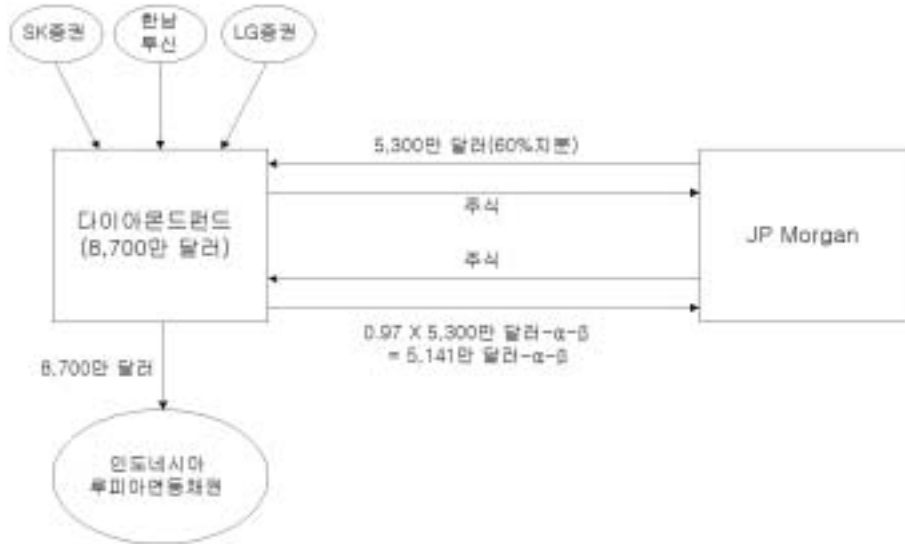 SK증권
한남
투신
LG증권
5,300만 달러(60%지분)
주식
다이아몬드펀드
(8,700만 달러)
JP Morgan
주식
0.97 X 5,300만 달러-α-β
= 5,141만 달러-α-β
8,700만 달러
인도네시아
루피아연동채권